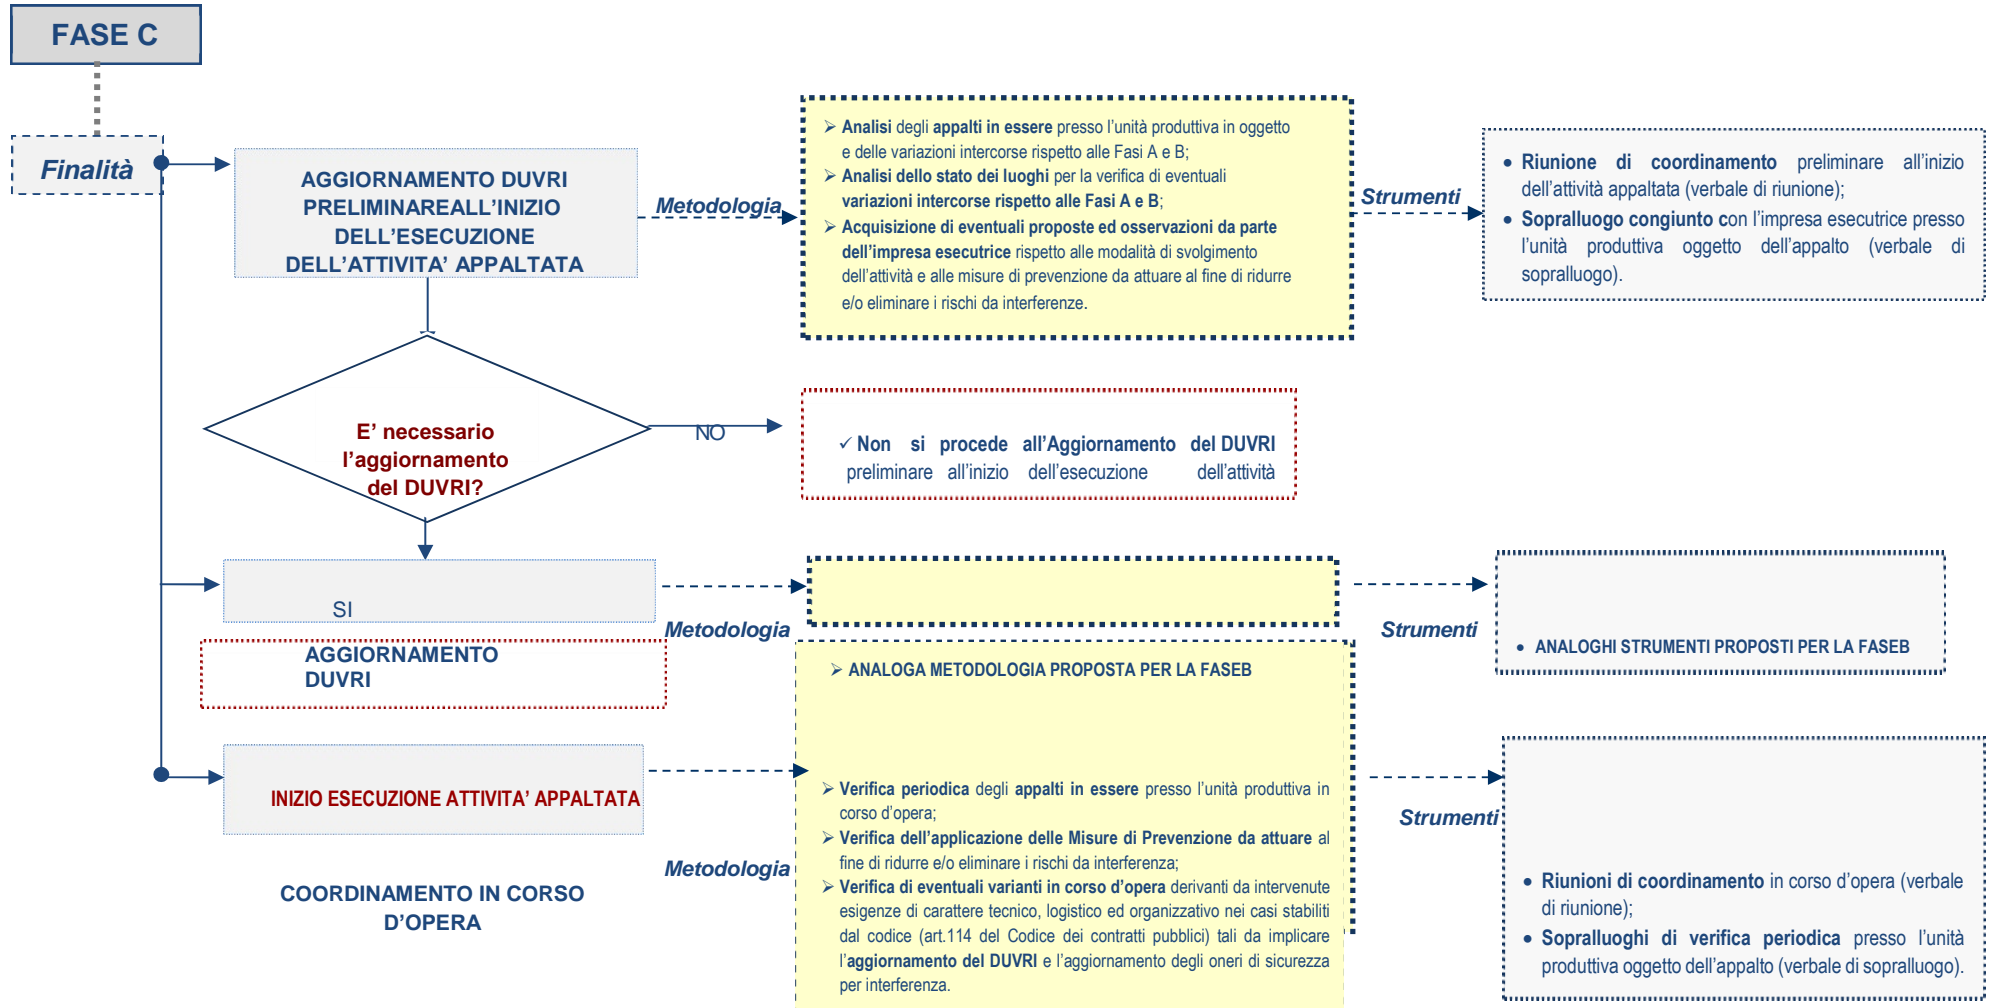 FASE C
Finalità
AGGIORNAMENTO DUVRI
PRELIMINAREALL’INIZIO
DELL’ESECUZIONE
DELL’ATTIVITA’ APPALTATA
Metodologia
➢ Analisi degli appalti in essere presso l’unità produttiva in oggetto
e delle variazioni intercorse rispetto alle Fasi A e B;
➢ Analisi dello stato dei luoghi per la verifica di eventuali
variazioni intercorse rispetto alle Fasi A e B;
➢ Acquisizione di eventuali proposte ed osservazioni da parte
dell’impresa esecutrice rispetto alle modalità di svolgimento
dell’attività e alle misure di prevenzione da attuare al fine di ridurre
e/o eliminare i rischi da interferenze.
Strumenti
• Riunione di coordinamento preliminare all’inizio
dell’attività appaltata (verbale di riunione);
• Sopralluogo congiunto con l’impresa esecutrice presso
l’unità produttiva oggetto dell’appalto (verbale di
sopralluogo).
E’ necessario
l’aggiornamento
del DUVRI?
NO
✓ Non si procede all’Aggiornamento del DUVRI
preliminare all’inizio dell’esecuzione dell’attività
SI
AGGIORNAMENTO
DUVRI
Metodologia
➢ ANALOGA METODOLOGIA PROPOSTA PER LA FASEB
Strumenti
• ANALOGHI STRUMENTI PROPOSTI PER LA FASEB
INIZIO ESECUZIONE ATTIVITA’ APPALTATA
COORDINAMENTO IN CORSO
D’OPERA
Metodologia
➢ Verifica periodica degli appalti in essere presso l’unità produttiva in
corso d’opera;
➢ Verifica dell’applicazione delle Misure di Prevenzione da attuare al
fine di ridurre e/o eliminare i rischi da interferenza;
➢ Verifica di eventuali varianti in corso d’opera derivanti da intervenute
esigenze di carattere tecnico, logistico ed organizzativo nei casi stabiliti
dal codice (art.114 del Codice dei contratti pubblici) tali da implicare
l’aggiornamento del DUVRI e l’aggiornamento degli oneri di sicurezza
per interferenza.
Strumenti
• Riunioni di coordinamento in corso d’opera (verbale
di riunione);
• Sopralluoghi di verifica periodica presso l’unità
produttiva oggetto dell’appalto (verbale di sopralluogo).